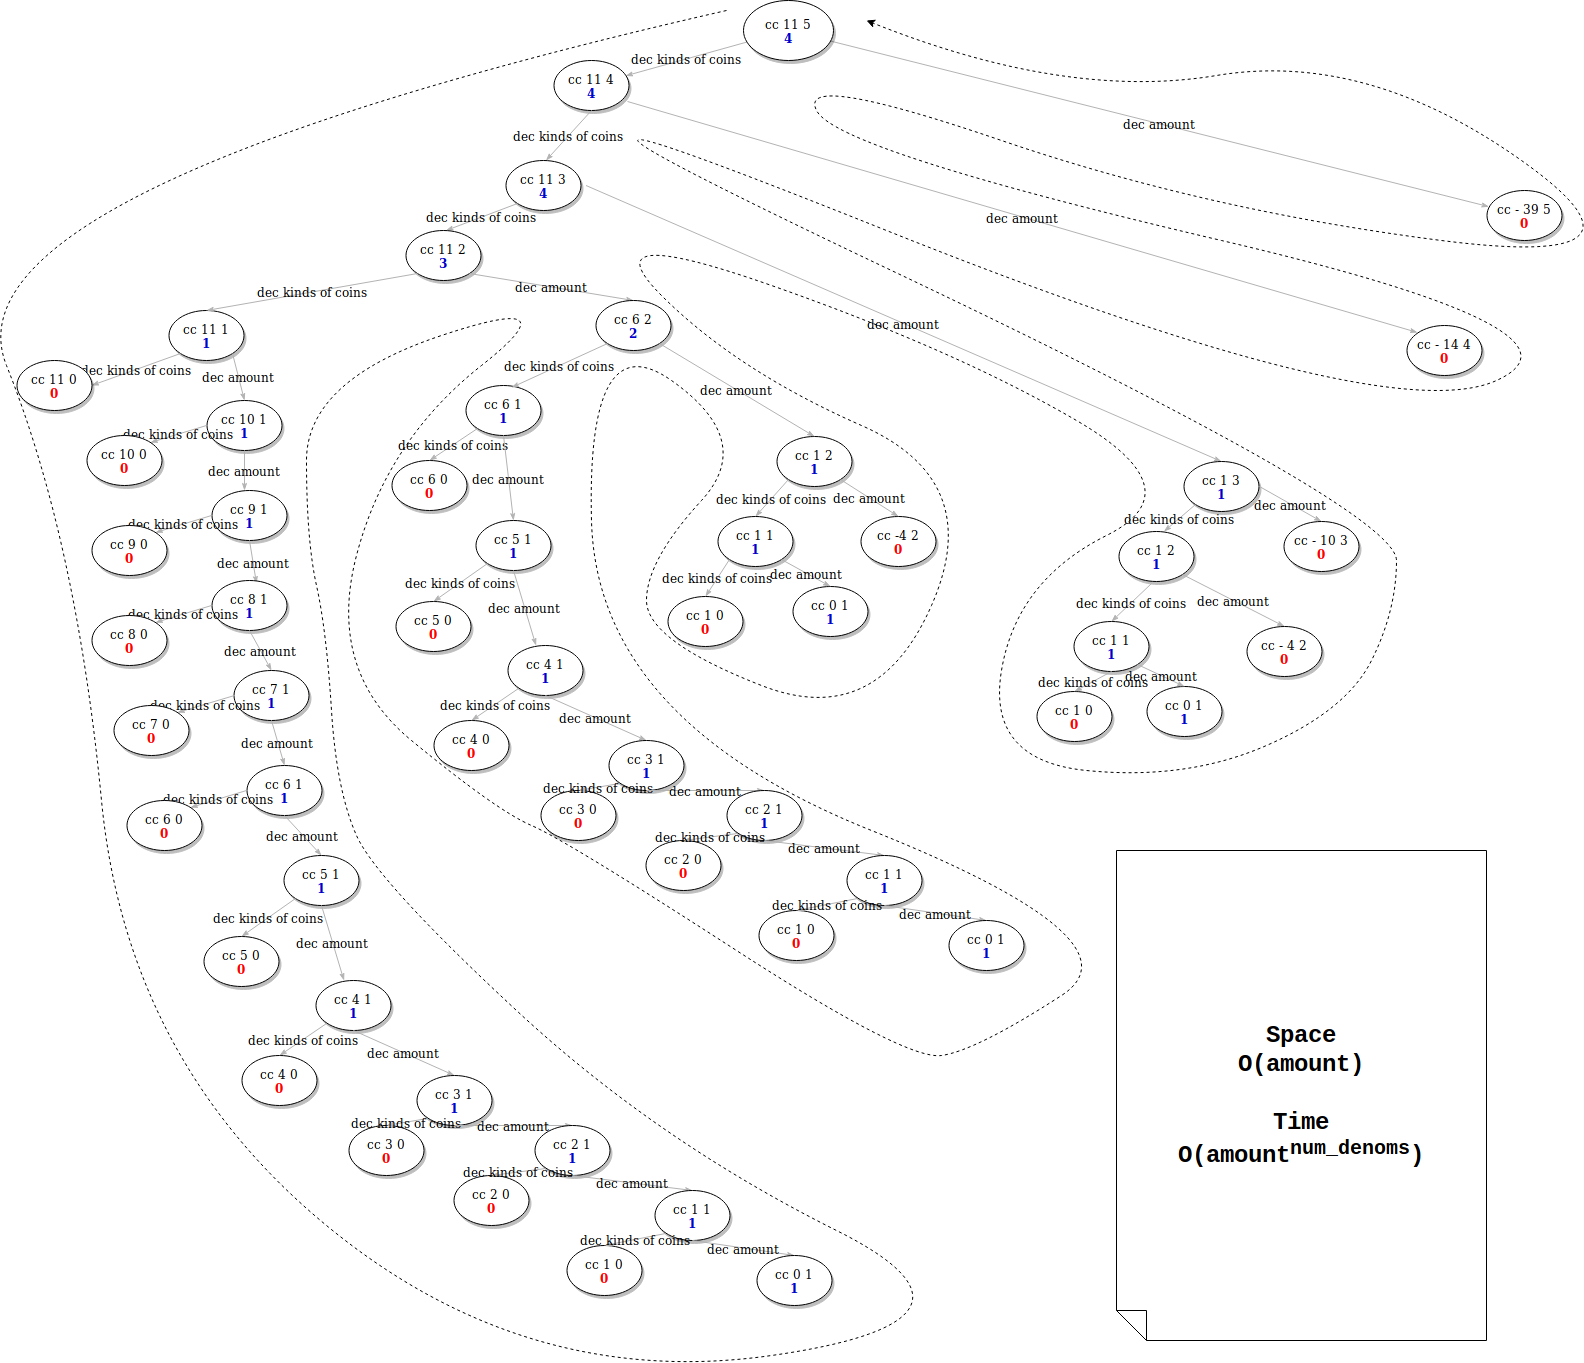 cc 11 5
4
dec kinds of coins
cc 11 4
4
dec amount
dec kinds of coins
cc 11 3
4
cc - 39 5
0
dec kinds of coins
dec amount
cc 11 2
3
dec kinds of coins
dec amount
cc 11 1
1
cc 6 2
2
doc amount
cc - 14 4
0
dec kinds of coins
dec amount
cc 11 0
0
dec kinds of coins
dec amount
cc 10 1
1
cc 6 1
1
dec kinds of coins
cc 10 0
0
dec kinds of coins
cc 1 2
1
dec amount
cc 6 0
0
dec amount
cc 1 3
1
dec kinds of coins
dec amount
dec amount
cc 9 1
1
dec kinds of coins
cc 9 0
0
dec kinds of coins
cc 5 1
1
cc 1 1
1
cc -4 2
0
cc 1 2
1
cc - 10 3
0
dec amount
dec kinds of coins
dec kinds of coins
dec amount
cc 8 1
1
dec kinds of coins
cc 8 0
0
cc 5 0
0
dec amount
cc 1 0
0
cc 0 1
1
dec kinds of coins
dec amount
dec amount
cc 4 1
1
cc 1 1
1
cc - 4 2
0
cc 7 1
1
dec kinds of coins
cc 7 0
0
dec kinds of coins
dec amount
dec kinds of coins
dec amount
cc 1 0
0
cc 0 1
1
dec amount
cc 4 0
0
cc 3 1
1
cc 6 1
1
dec kinds of coins
cc 6 0
0
dec kinds of coins
dec amount
cc 3 0
0
cc 2 1
1
dec amount
dec kinds of coins
dec amount
cc 5 1
1
cc 2 0
0
cc 1 1
1
dec kinds of coins
dec kinds of coins
dec amount
dec amount
cc 5 0
0
cc 1 0
0
cc 0 1
1
cc 4 1
1
dec kinds of coins
dec amount
cc 4 0
0
cc 3 1
1
dec kinds of coins
dec amount
cc 3 0
0
cc 2 1
1
dec kinds of coins
dec amount
cc 2 0
0
cc 1 1
1
dec kinds of coins
dec amount
cc 1 0
0
cc 0 1
1
Space
O(amount)
Time
O(amount^num_denoms)